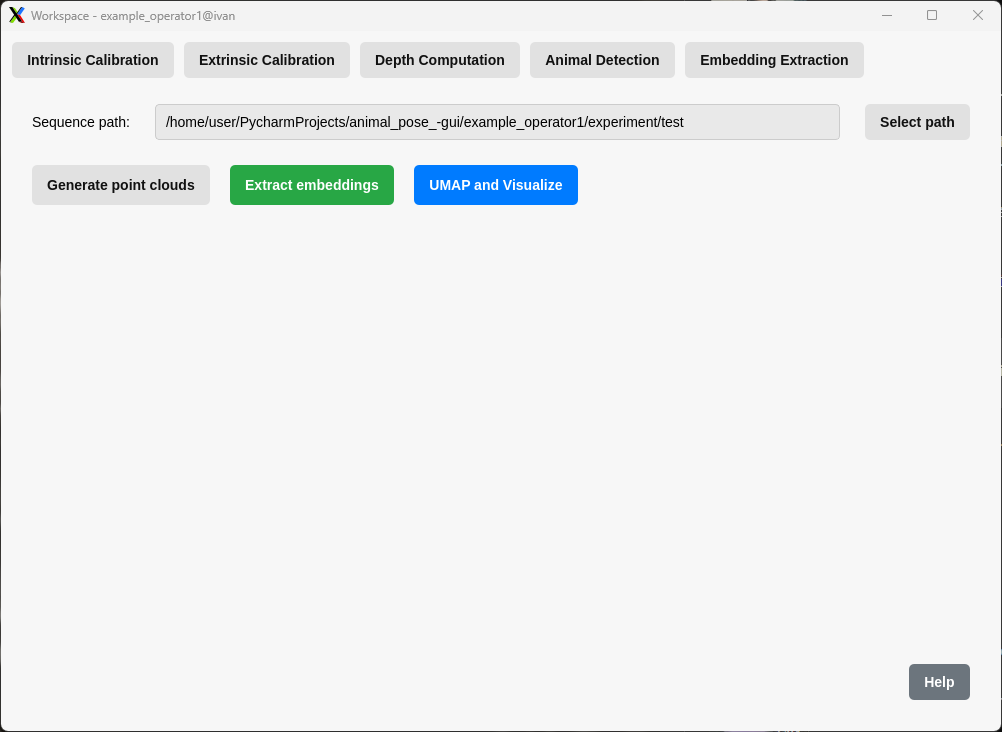 Workspace - example_operator1@ivan
Intrinsic Calibration Extrinsic Calibration Depth Computation Animal Detection Embedding Extraction
Sequence path: /home/user/PycharmProjects/animal_pose_-gui/example_operator1/experiment/test Select path
Generate point clouds Extract embeddings UMAP and Visualize
Help